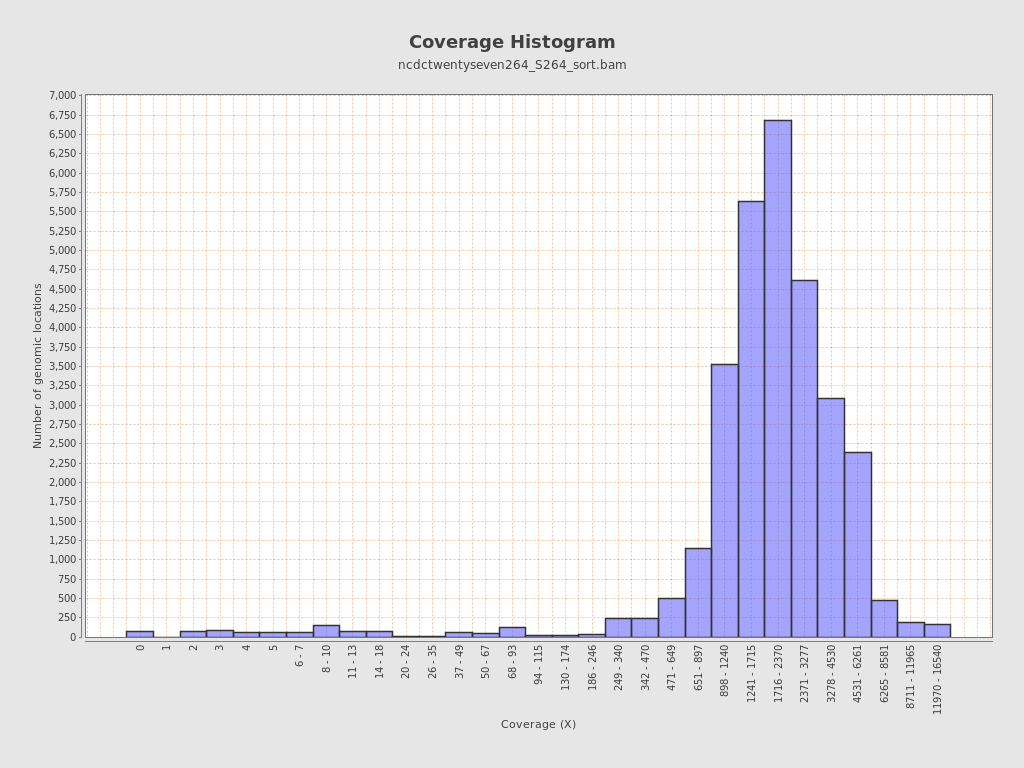 Coverage Histogram
ncdctwentyseven264_S264_sort.bam
7,000
6,750
6,500
6,250
6,000
5,750
5,500
5,250
5,000
4,750
4,500
4,250
4,000
3,750
3,500
3,250
3,000
2,750
2,500
2,250
2,000
1,750
1,500
1,250
1,000
750
500
250
0
Number of genomic locations
0
1
2
3
4
5
6 - 7
8 - 10
11 - 13
14 - 18
20 - 24
26 - 35
37 - 49
50 - 67
68 - 93
94 - 115
130 - 174
186 - 246
249 - 340
342 - 470
471 - 649
651 - 897
898 - 1240
1241 - 1715
1716 - 2370
2371 - 3277
3278 - 4530
4531 - 6261
6265 - 8581
8711 - 11965
11970 - 16540
Coverage (X)